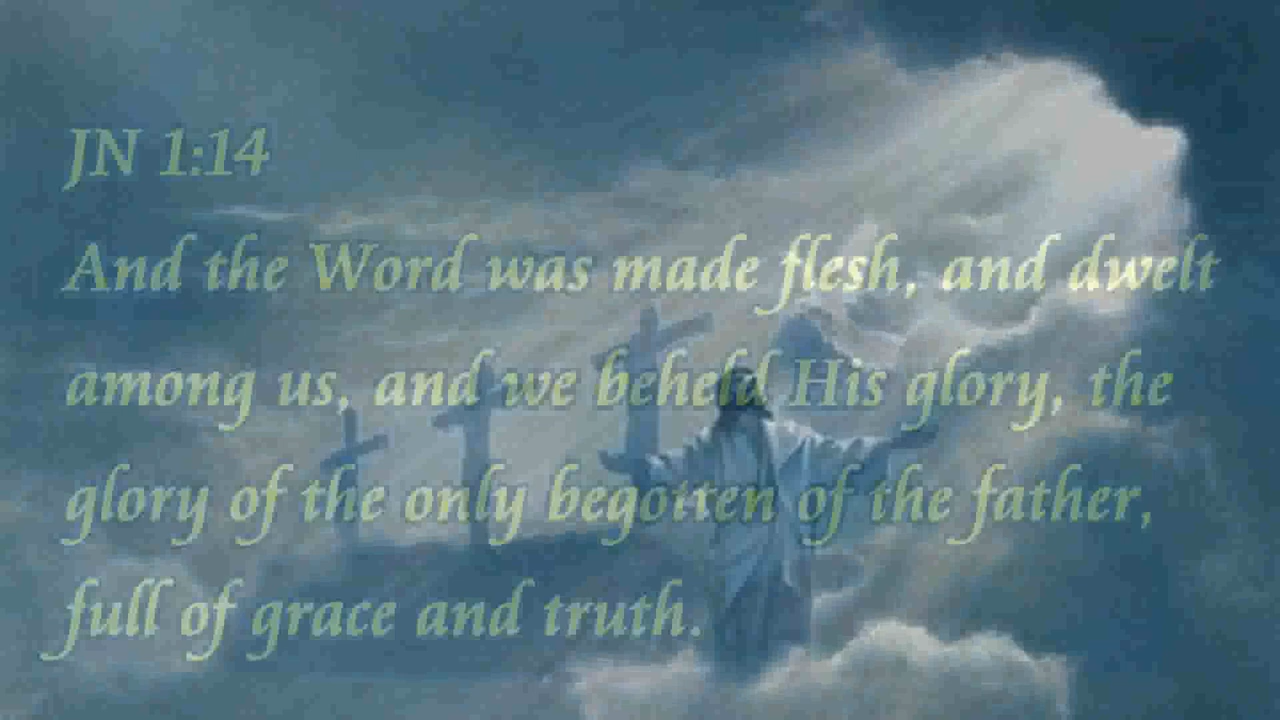 JN 1:14
And the Word was made flesh, and dwelt
among us, and we beheld His glory, the
glory of the only begotten of the father,
full of grace and truth.